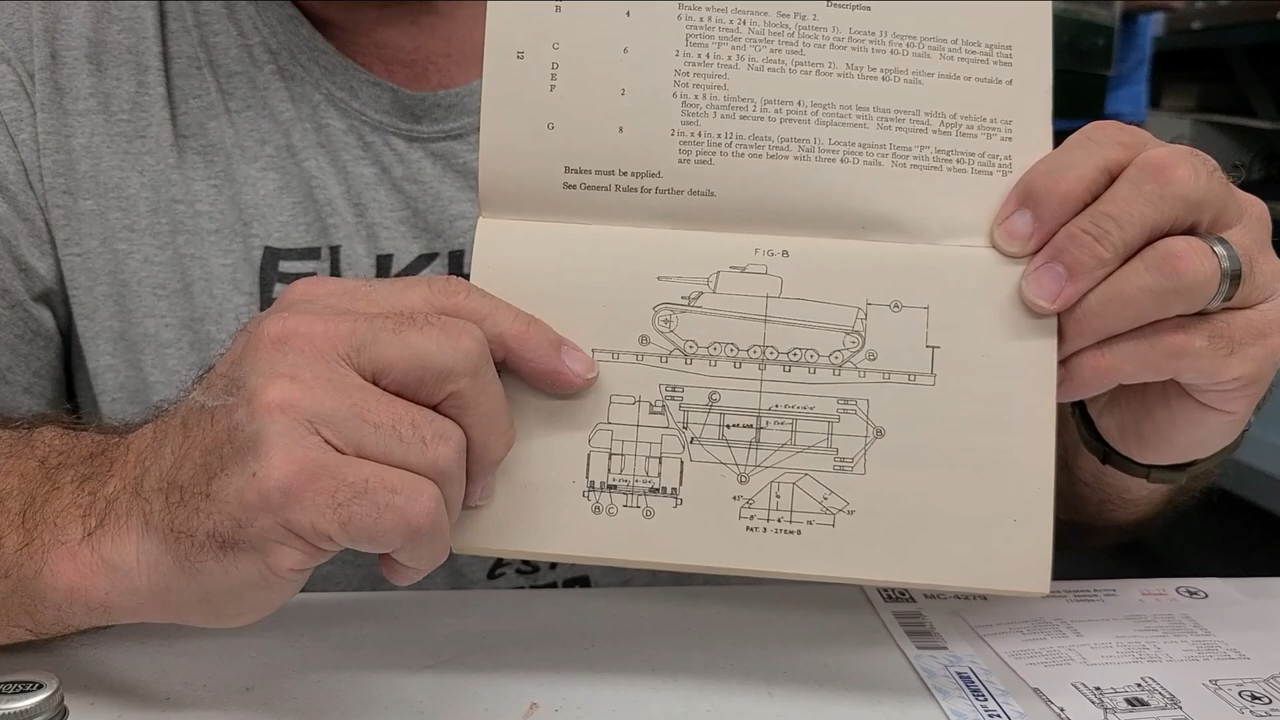 Description
B 4 Brake wheel clearance. See Fig. 2.
6 in. x 8 in. x 24 in. blocks, (pattern 3). Locate 33 degree portion of block against
crawler tread. Nail heel of block to car floor with five 40-D nails and toe-nail that
portion under crawler tread to car floor with two 40-D nails. Not required when
Items "F" and "G" are used.
C 6 2 in. x 4 in. x 36 in. cleats, (pattern 2). May be applied either inside or outside of
crawler tread. Nail each to car floor with three 40-D nails.
D Not required.
E Not required.
F 2 6 in. x 8 in. timbers, (pattern 4), length not less than overall width of vehicle at car
floor, chamfered 2 in. at point of contact with crawler tread. Apply as shown in
Sketch 3 and secure to prevent displacement. Not required when Items "B" are
used.
G 8 2 in. x 4 in. x 12 in. cleats, (pattern 1). Locate against Items "F", lengthwise of car, at
center line of crawler tread. Nail lower piece to car floor with three 40-D nails and
top piece to the one below with three 40-D nails. Not required when Items "B"
are used.
12
Brakes must be applied.
See General Rules for further details.
FIG-B
A
B
B
C
B
D
B C D
45°
33°
8" 4" 12"
PAT. 3 - ITEM-B
HO
MC-4279
21ST CENTURY
TESTOR